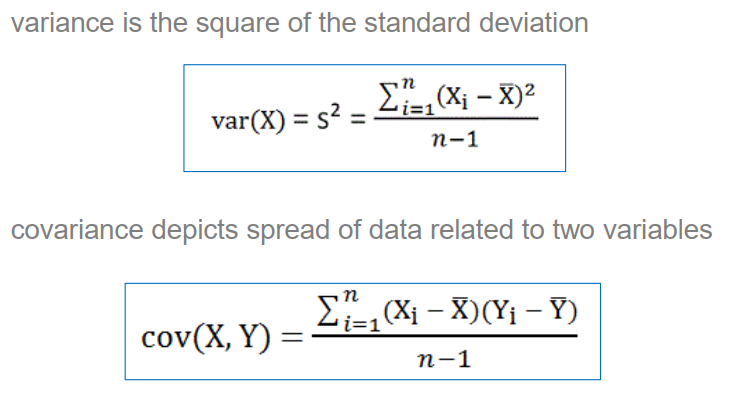 variance is the square of the standard deviation
var(X) = s² = ∑ⁿᵢ₌₁(Xᵢ − X̄)² / n−1
covariance depicts spread of data related to two variables
cov(X, Y) = ∑ⁿᵢ₌₁(Xᵢ − X̄)(Yᵢ − Ȳ) / n−1